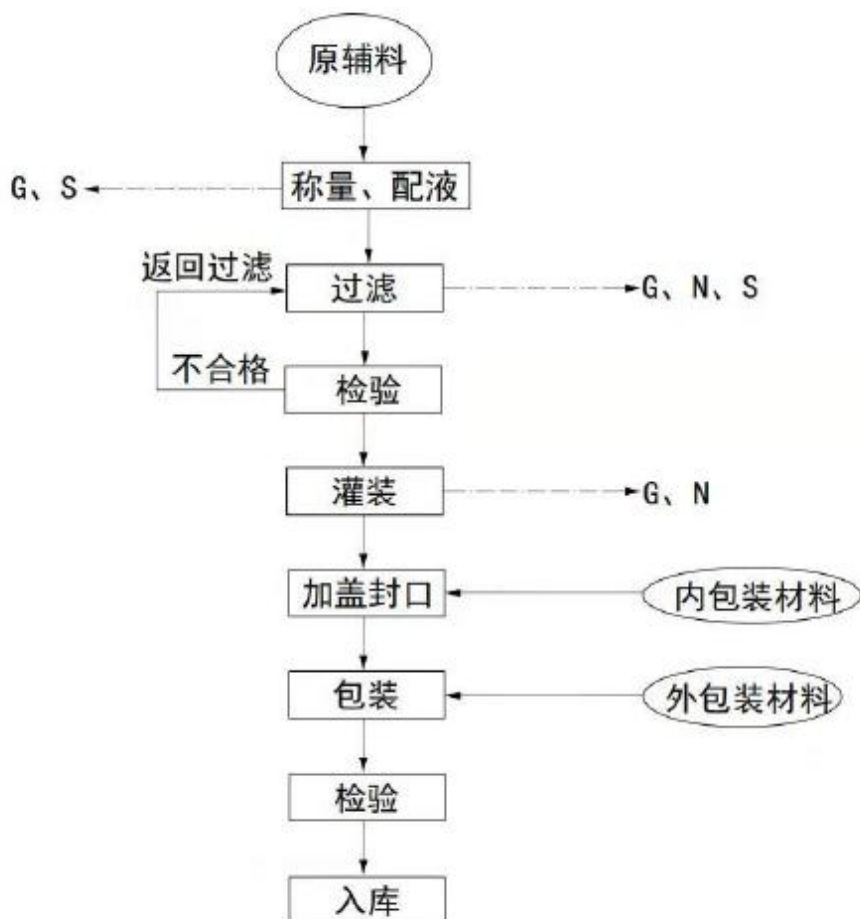 原辅料
称量、配液
G、S
返回过滤
过滤
G、N、S
不合格
检验
灌装
G、N
加盖封口
内包装材料
包装
外包装材料
检验
入库